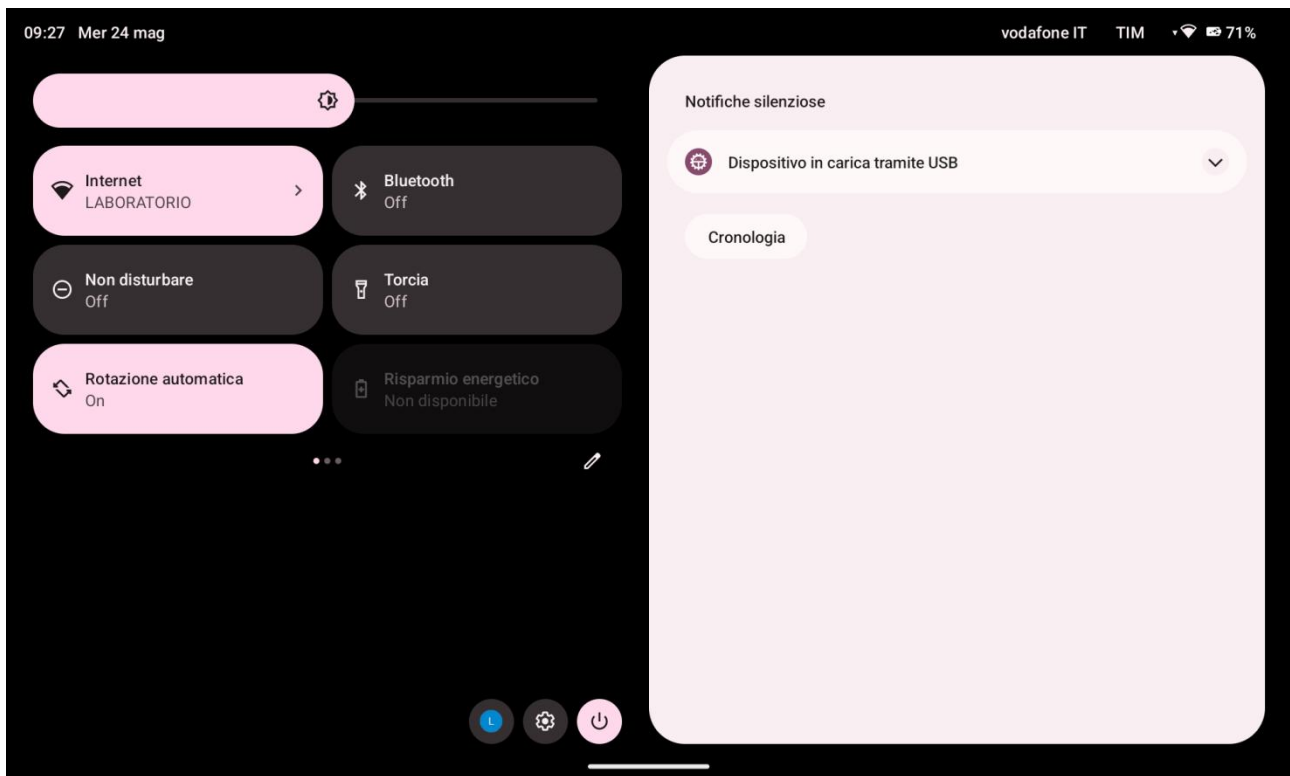 09:27 Mer 24 mag
vodafone IT TIM 71%
Internet
LABORATORIO
Bluetooth
Off
Non disturbare
Off
Torcia
Off
Rotazione automatica
On
Risparmio energetico
Non disponibile
L
Notifiche silenziose
Dispositivo in carica tramite USB
Cronologia